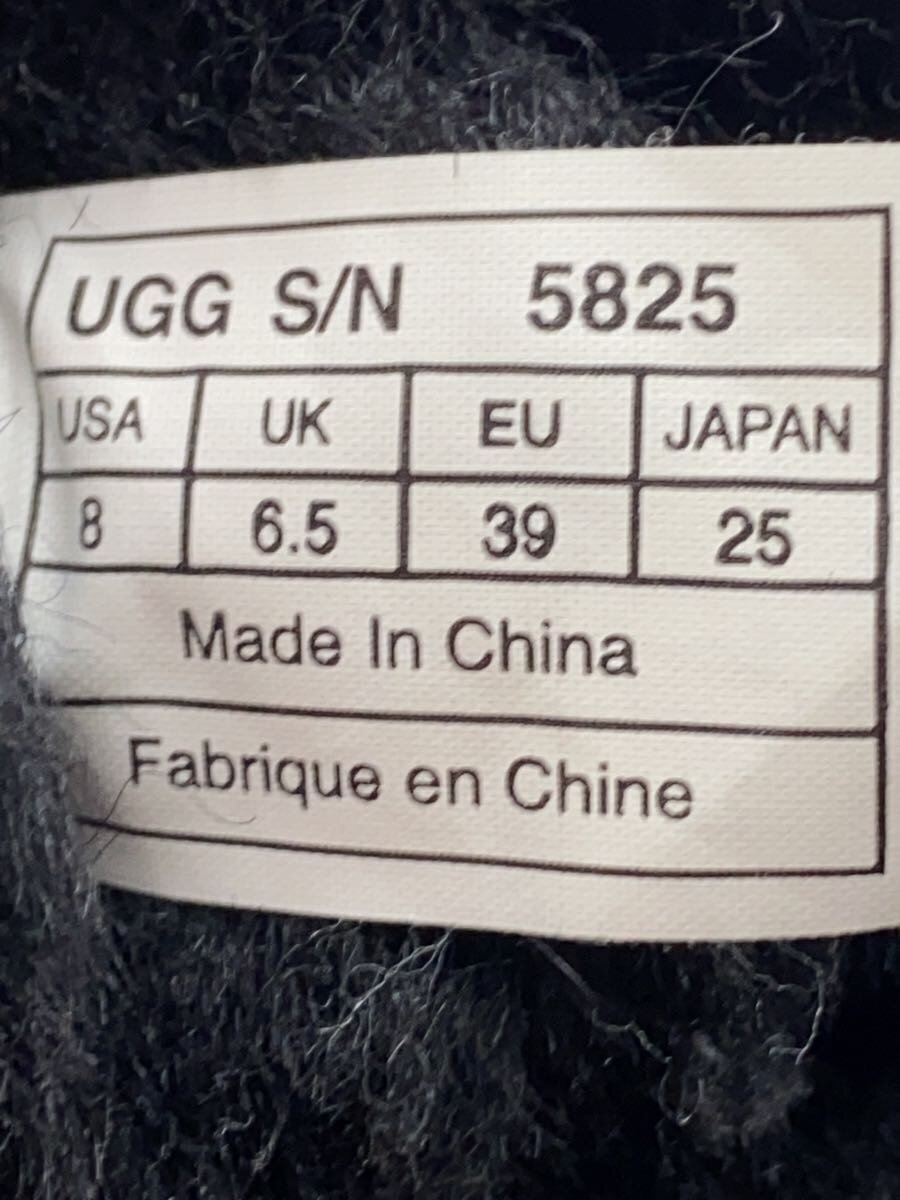 UGG S/N 5825
USA UK EU JAPAN
8 6.5 39 25
Made In China
Fabrique en Chine